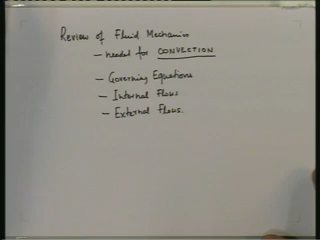 Review of Fluid Mechanics
– needed for CONVECTION
– Governing Equations
– Internal Flows
– External Flows.